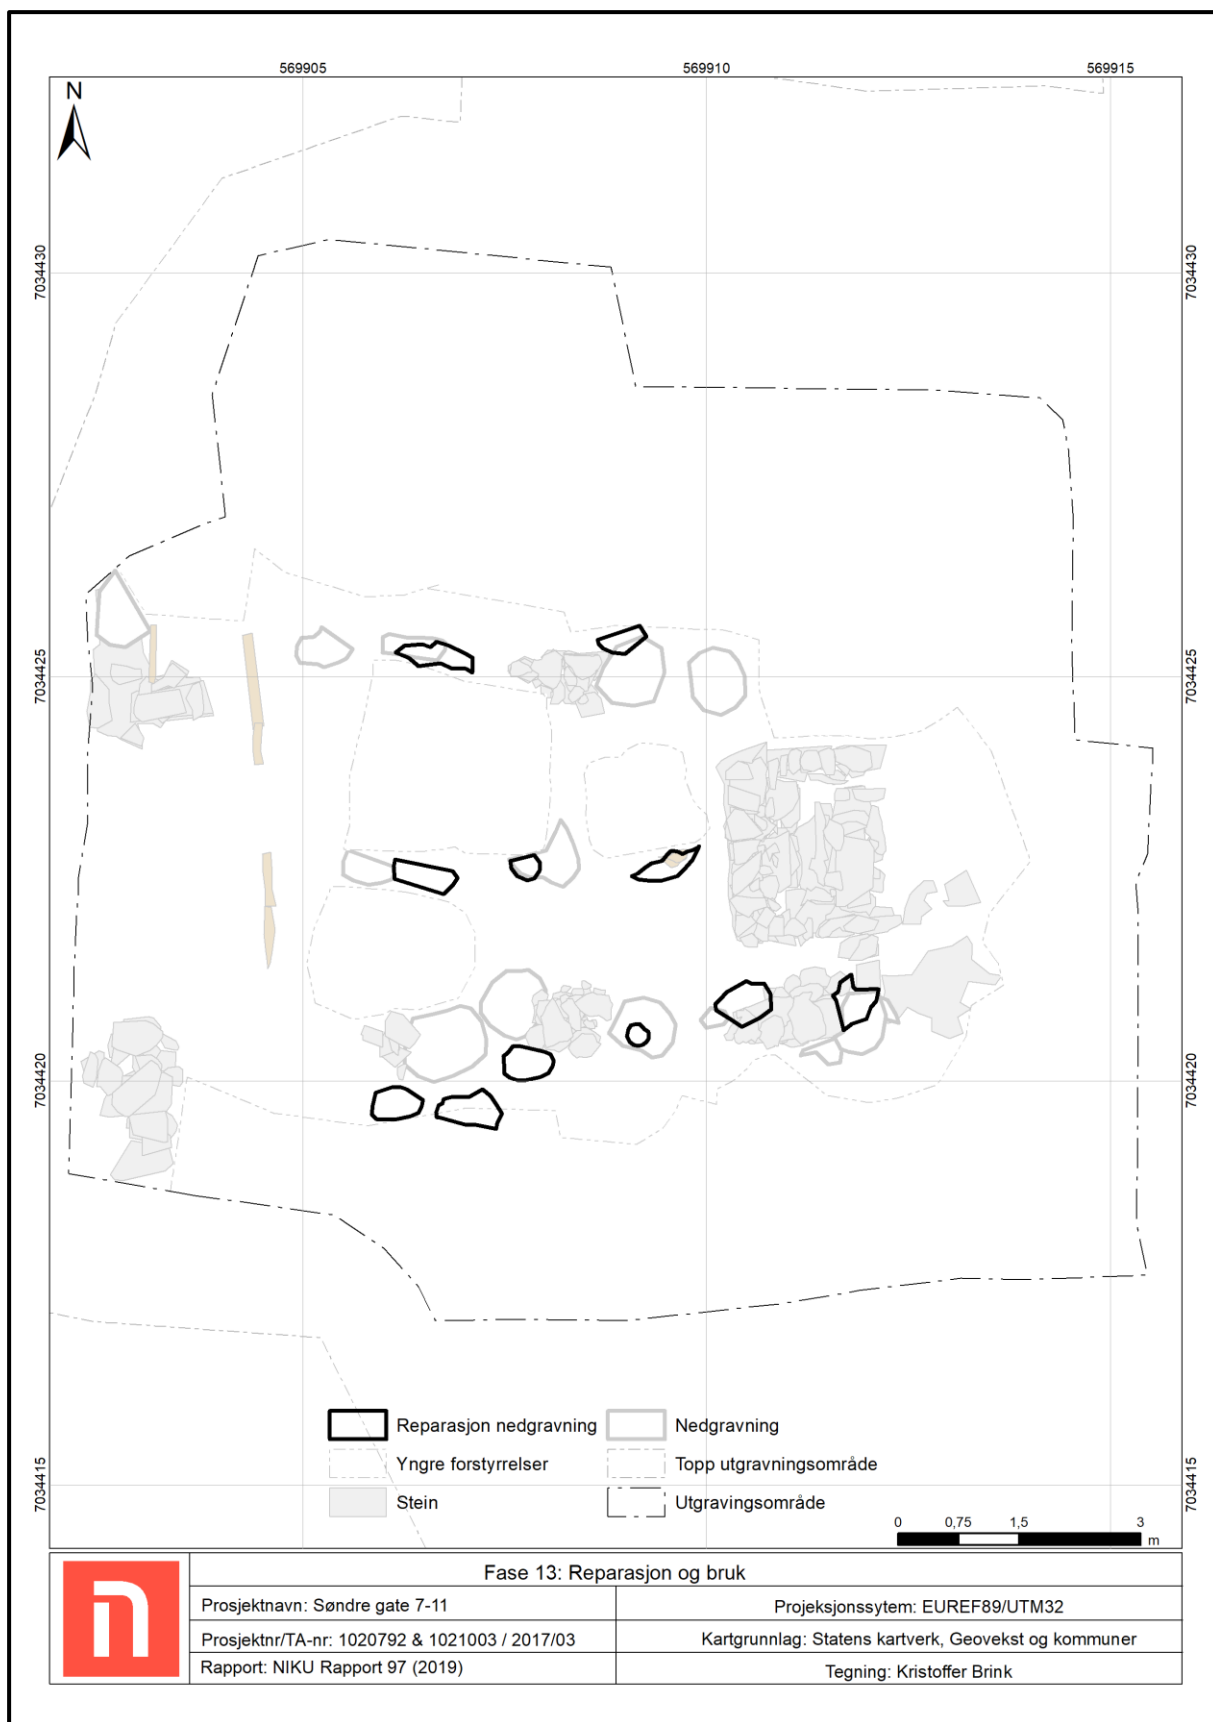 569905 569910 569915
N
7034430 7034430
7034425 7034425
7034420 7034420
7034415 7034415
Reparasjon nedgravning Nedgravning
Yngre forstyrrelser Topp utgravningsområde
Stein Utgravingsområde
0 0,75 1,5 3
m
Fase 13: Reparasjon og bruk
Prosjektnavn: Søndre gate 7-11 Projeksjonssytem: EUREF89/UTM32
Prosjektnr/TA-nr: 1020792 & 1021003 / 2017/03 Kartgrunnlag: Statens kartverk, Geovekst og kommuner
Rapport: NIKU Rapport 97 (2019) Tegning: Kristoffer Brink